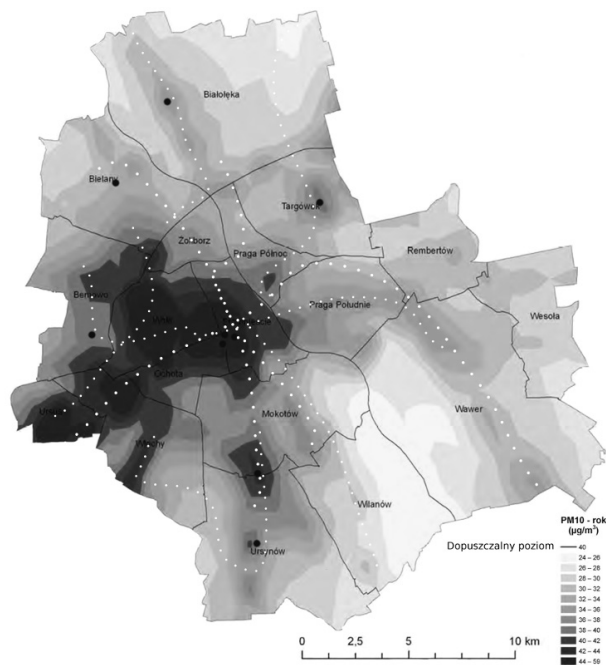 Białołęka
Bielany
Targówek
Żoliborz
Praga Północ
Rembertów
Bemowo
Praga Południe
Wesoła
Wola
Ochota
Mokotów
Wawer
Włochy
Wilanów
Ursynów
PM10 - rok
(µg/m³)
Dopuszczalny poziom
40
24 – 26
26 – 28
28 – 30
30 – 32
32 – 34
34 – 36
36 – 38
38 – 40
40 – 42
42 – 44
44 – 59
0 2,5 5 10 km